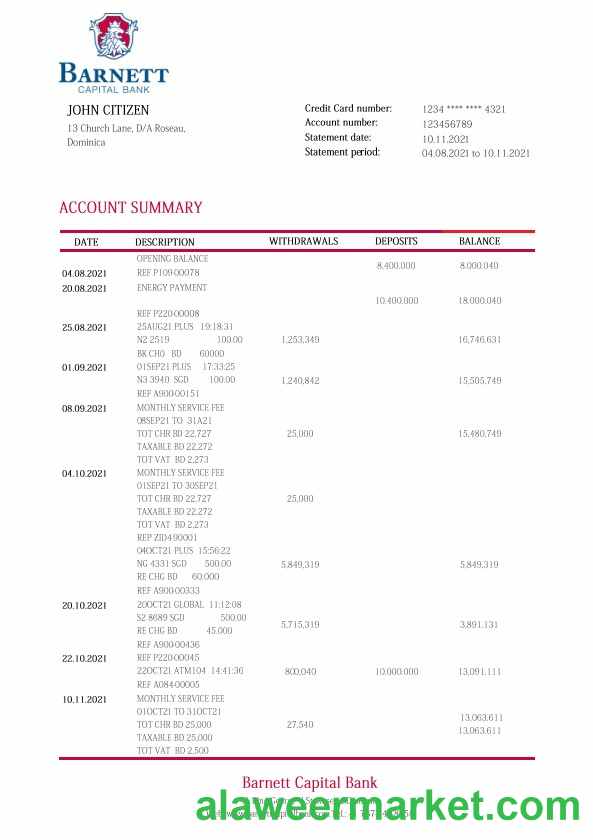 BARNETT
CAPITAL BANK
JOHN CITIZEN
13 Church Lane, D/A Roseau,
Dominica
Credit Card number: 1234 **** **** 4321
Account number: 123456789
Statement date: 10.11.2021
Statement period: 04.08.2021 to 10.11.2021
ACCOUNT SUMMARY
DATE DESCRIPTION WITHDRAWALS DEPOSITS BALANCE
OPENING BALANCE
8,400.000 8.000.040
04.08.2021 REF P109-00078
20.08.2021 ENERGY PAYMENT
10.400.000 18.000.040
REF P220-00008
25.08.2021 25AUG21 PLUS 19:18:31
N2 2519 100.00 1,253,349 16,746,631
BK CHO BD 60000
01.09.2021 01SEP21 PLUS 17:33:25
N3 3940 SGD 100.00 1,240,842 15,505,749
REF A900-00151
08.09.2021 MONTHLY SERVICE FEE
08SEP21 TO 31A21
TOT CHR BD 22,727 25,000 15,480,749
TAXABLE BD 22,272
TOT VAT BD 2,273
04.10.2021 MONTHLY SERVICE FEE
01SEP21 TO 30SEP21
TOT CHR BD 22,727 25,000
TAXABLE BD 22,272
TOT VAT BD 2,273
REP ZID4-90001
04OCT21 PLUS 15:56:22
NG 4331 SGD 500.00 5,849,319 5,849,319
RE CHG BD 60,000
REF A900-00333
20.10.2021 20OCT21 GLOBAL 11:12:08
S2 8689 SGD 500.00 5,715,319 3,891,131
RE CHG BD 45,000
REF A900-00436
22.10.2021 REF P220-00045
22OCT21 ATM104 14:41:36 800,040 10,000.000 13,091,111
REF A084-00005
10.11.2021 MONTHLY SERVICE FEE
01OCT21 TO 31OCT21 13,063,611
TOT CHR BD 25,000 27,540 13,063,611
TAXABLE BD 25,000
TOT VAT BD 2,500
Barnett Capital Bank
alaweermarket.com